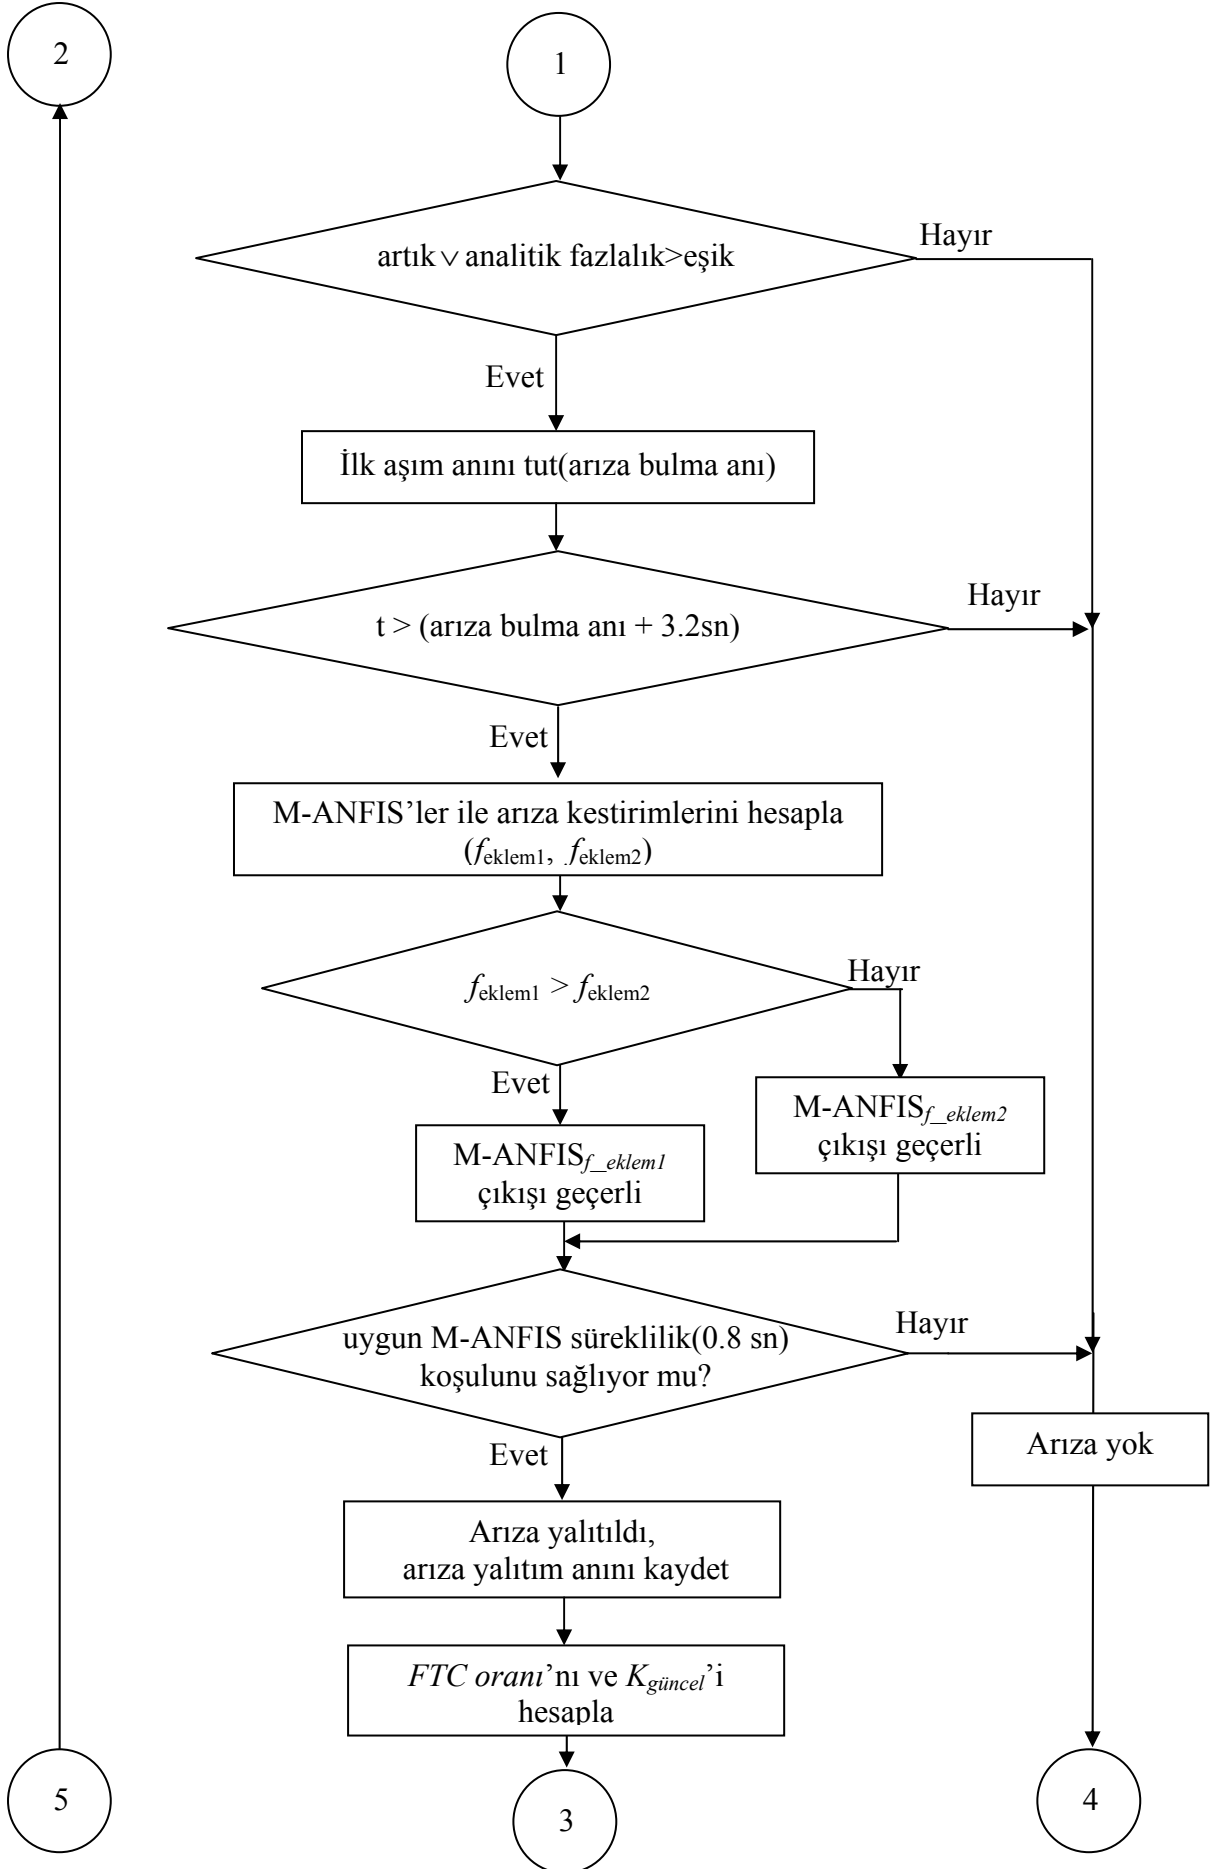 2
1
artık∨analitik fazlalık>eşik
Hayır
Evet
İlk aşım anını tut(arıza bulma anı)
t > (arıza bulma anı + 3.2sn)
Hayır
Evet
M-ANFIS’ler ile arıza kestirimlerini hesapla
(feklem1, feklem2)
feklem1 > feklem2
Hayır
Evet
M-ANFISf_eklem2
çıkışı geçerli
M-ANFISf_eklem1
çıkışı geçerli
uygun M-ANFIS süreklilik(0.8 sn)
koşulunu sağlıyor mu?
Hayır
Evet
Arıza yok
Arıza yalıtıldı,
arıza yalıtım anını kaydet
FTC oranı’nı ve Kgüncel’i
hesapla
5
3
4